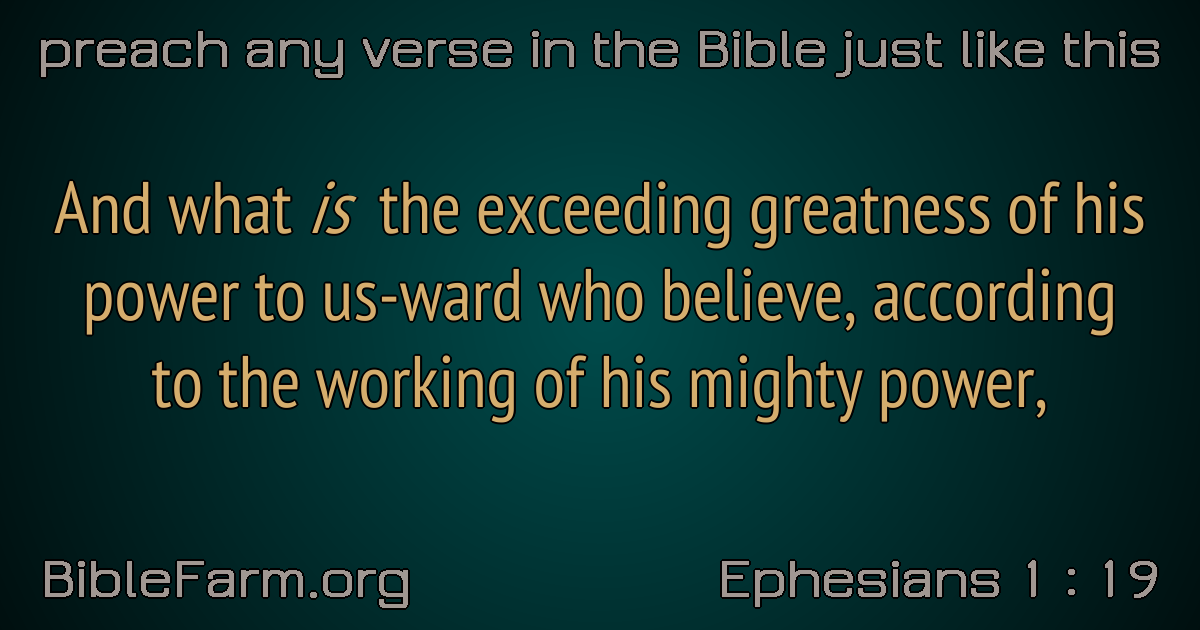 preach any verse in the Bible just like this
And what is the exceeding greatness of his
power to us-ward who believe, according
to the working of his mighty power,
BibleFarm.org
Ephesians 1 : 19